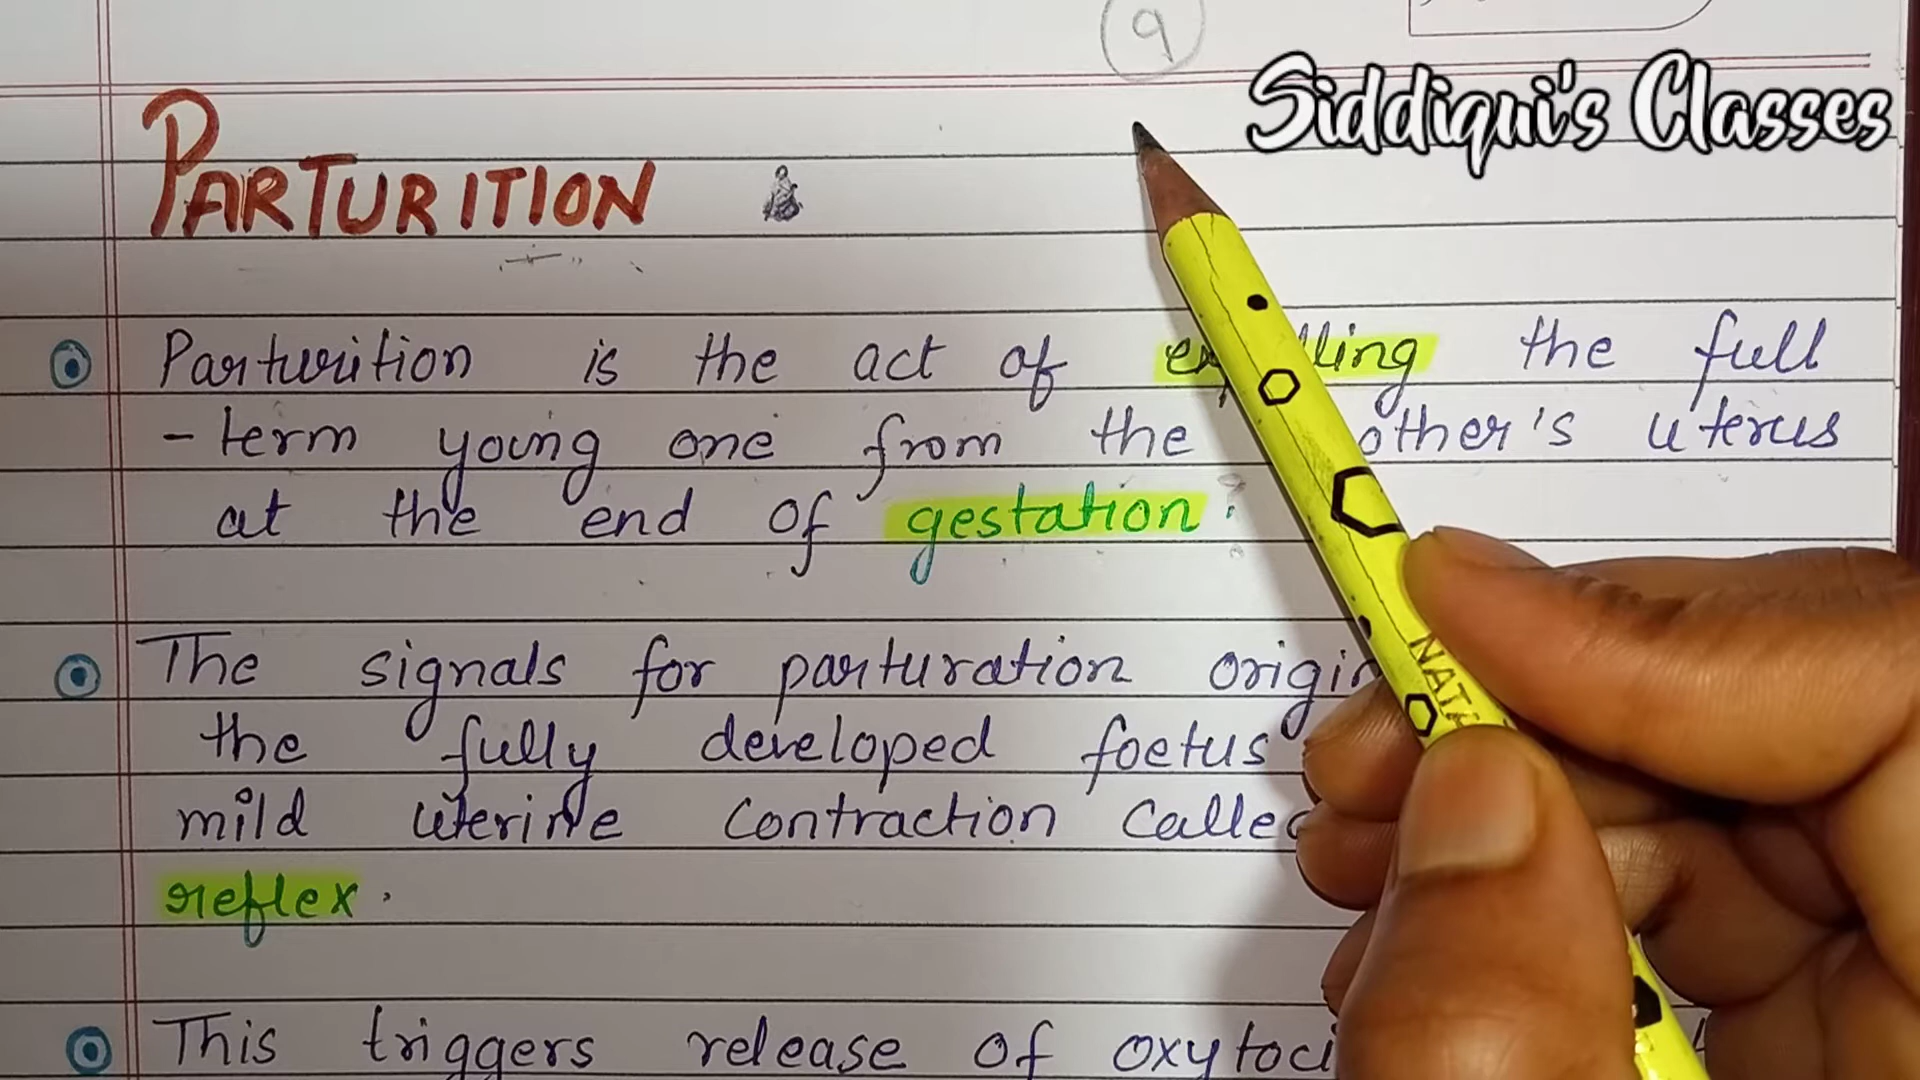 9
Siddiqui's Classes
PARTURITION
Parturition is the act of the full
-term young one from the uterus
at the end of gestation.
The signals for parturation
the fully developed foetus
mild uterine contraction
reflex.
This triggers release of